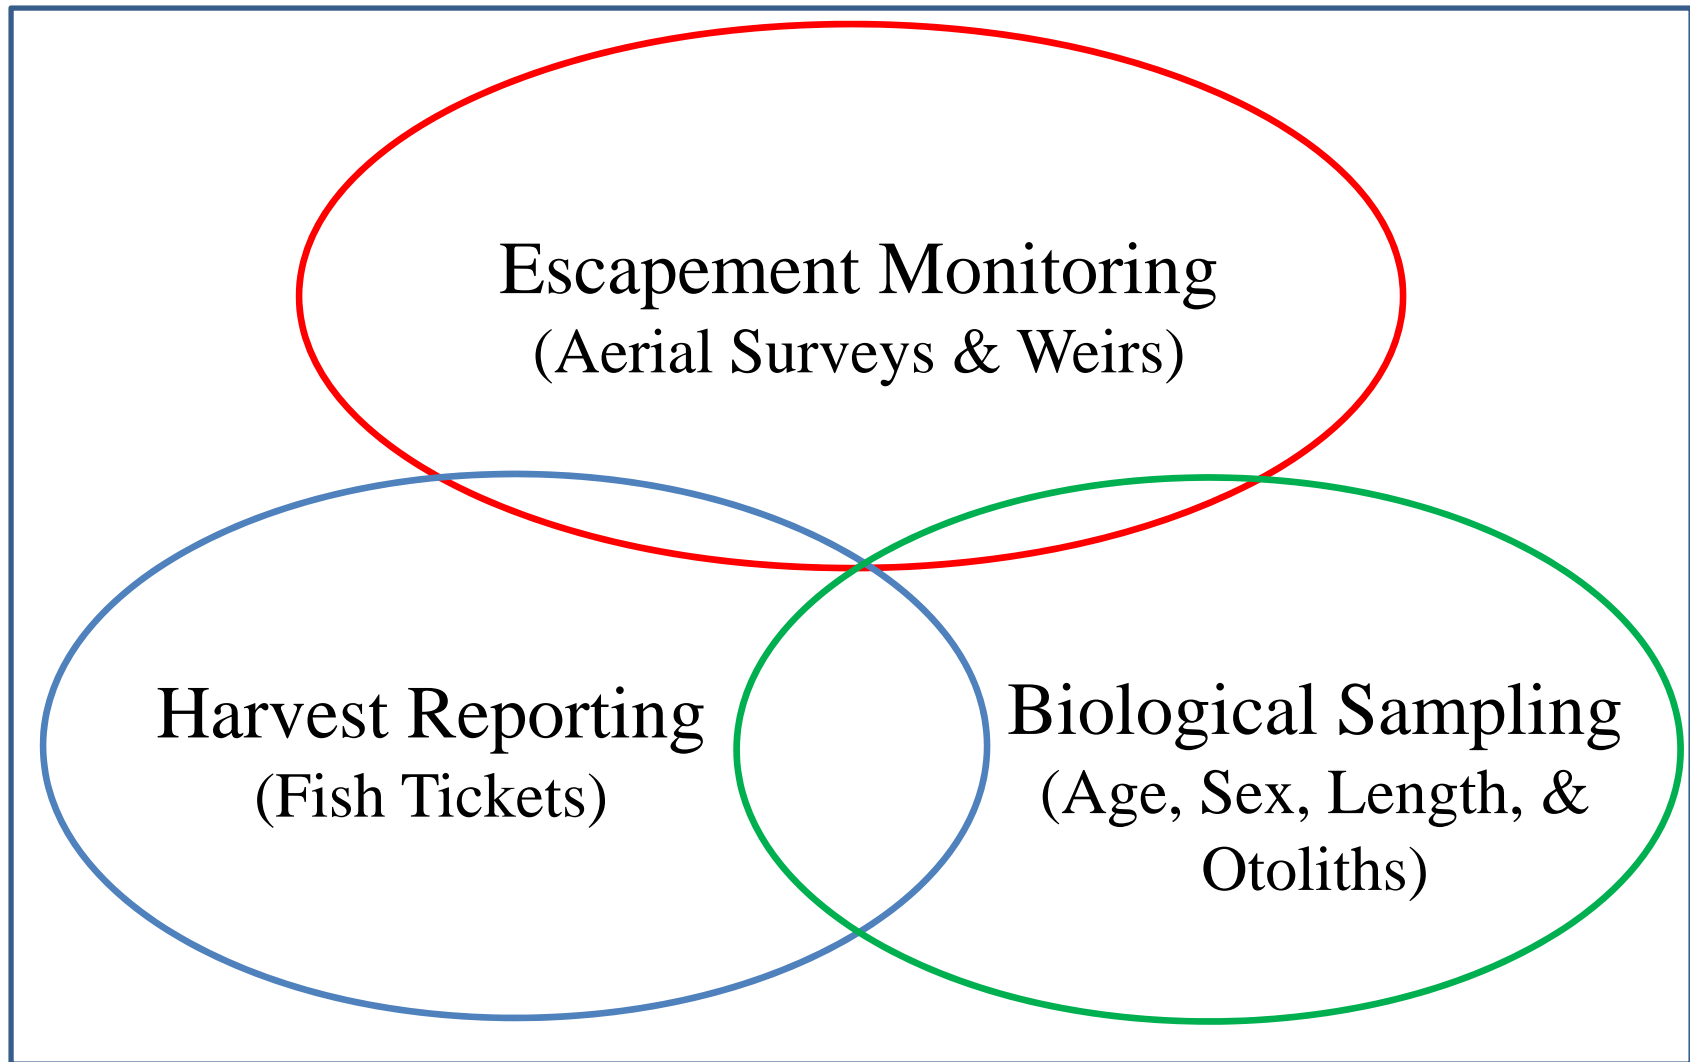 Escapement Monitoring
(Aerial Surveys & Weirs)
Harvest Reporting
(Fish Tickets)
Biological Sampling
(Age, Sex, Length, &
Otoliths)